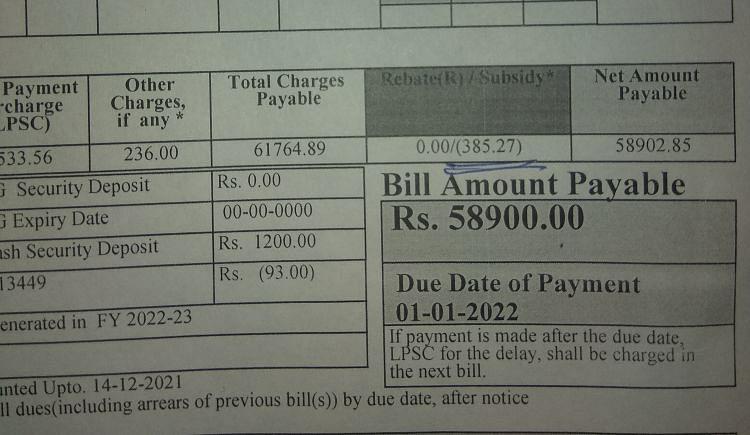 Payment
rcharge
LPSC)
Other
Charges,
if any *
Total Charges
Payable
Rebate(R) / Subsidy*
Net Amount
Payable
533.56
236.00
61764.89
0.00/(385.27)
58902.85
G Security Deposit
Rs. 0.00
G Expiry Date
00-00-0000
ash Security Deposit
Rs. 1200.00
13449
Rs. (93.00)
enerated in FY 2022-23
Bill Amount Payable
Rs. 58900.00
Due Date of Payment
01-01-2022
If payment is made after the due date,
LPSC for the delay, shall be charged in
the next bill.
unted Upto. 14-12-2021
ll dues(including arrears of previous bill(s)) by due date, after notice